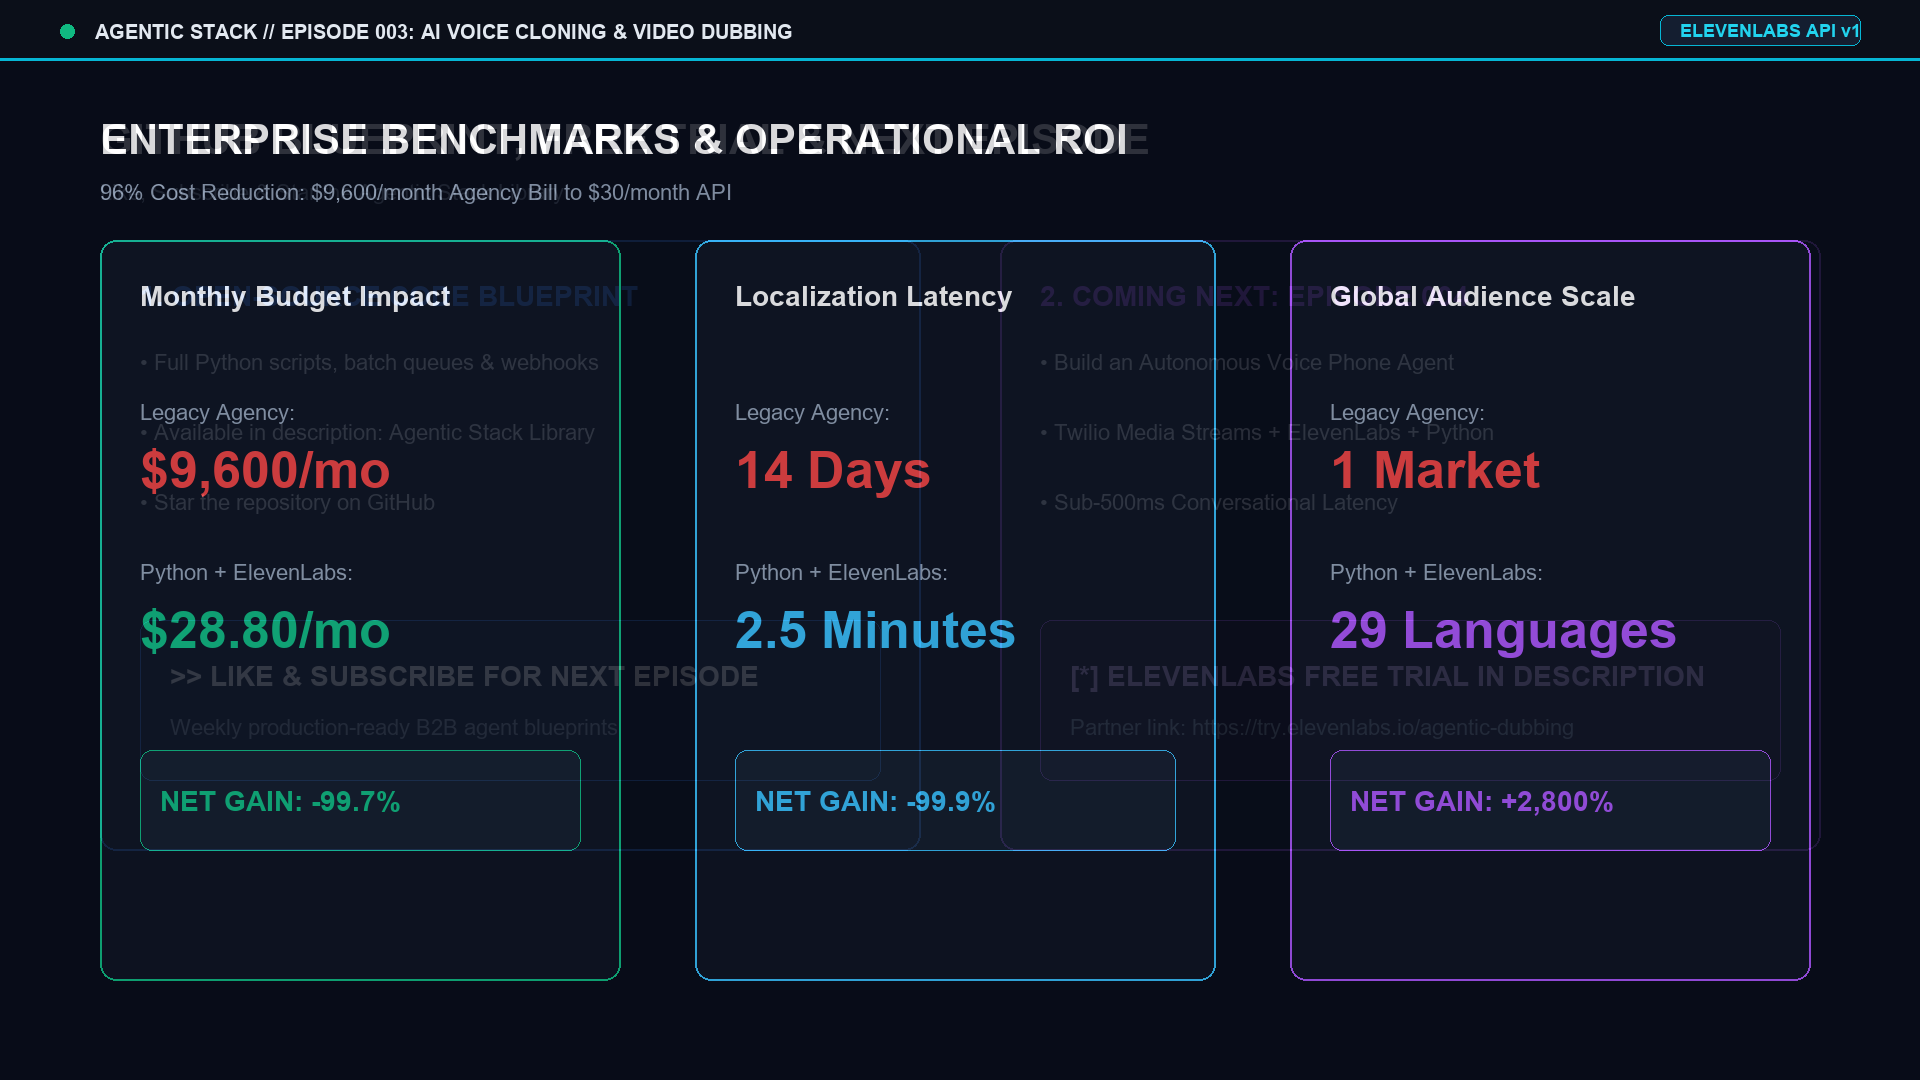 AGENTIC STACK // EPISODE 003: AI VOICE CLONING & VIDEO DUBBING
ELEVENLABS API v1
ENTERPRISE BENCHMARKS & OPERATIONAL ROI
96% Cost Reduction: $9,600/month Agency Bill to $30/month API
Monthly Budget Impact
BLUEPRINT
Localization Latency
2. COMING NEXT:
Global Audience Scale
• Full Python scripts, batch queues & webhooks
• Build an Autonomous Voice Phone Agent
Legacy Agency:
Legacy Agency:
Legacy Agency:
• Available in description: Agentic Stack Library
• Twilio Media Streams + ElevenLabs + Python
$9,600/mo
14 Days
1 Market
• Star the repository on GitHub
• Sub-500ms Conversational Latency
Python + ElevenLabs:
Python + ElevenLabs:
Python + ElevenLabs:
$28.80/mo
2.5 Minutes
29 Languages
>> LIKE & SUBSCRIBE FOR NEXT EPISODE
[*] ELEVENLABS FREE TRIAL IN DESCRIPTION
Weekly production-ready B2B agent blueprints
Partner link: https://try.elevenlabs.io/agentic-dubbing
NET GAIN: -99.7%
NET GAIN: -99.9%
NET GAIN: +2,800%